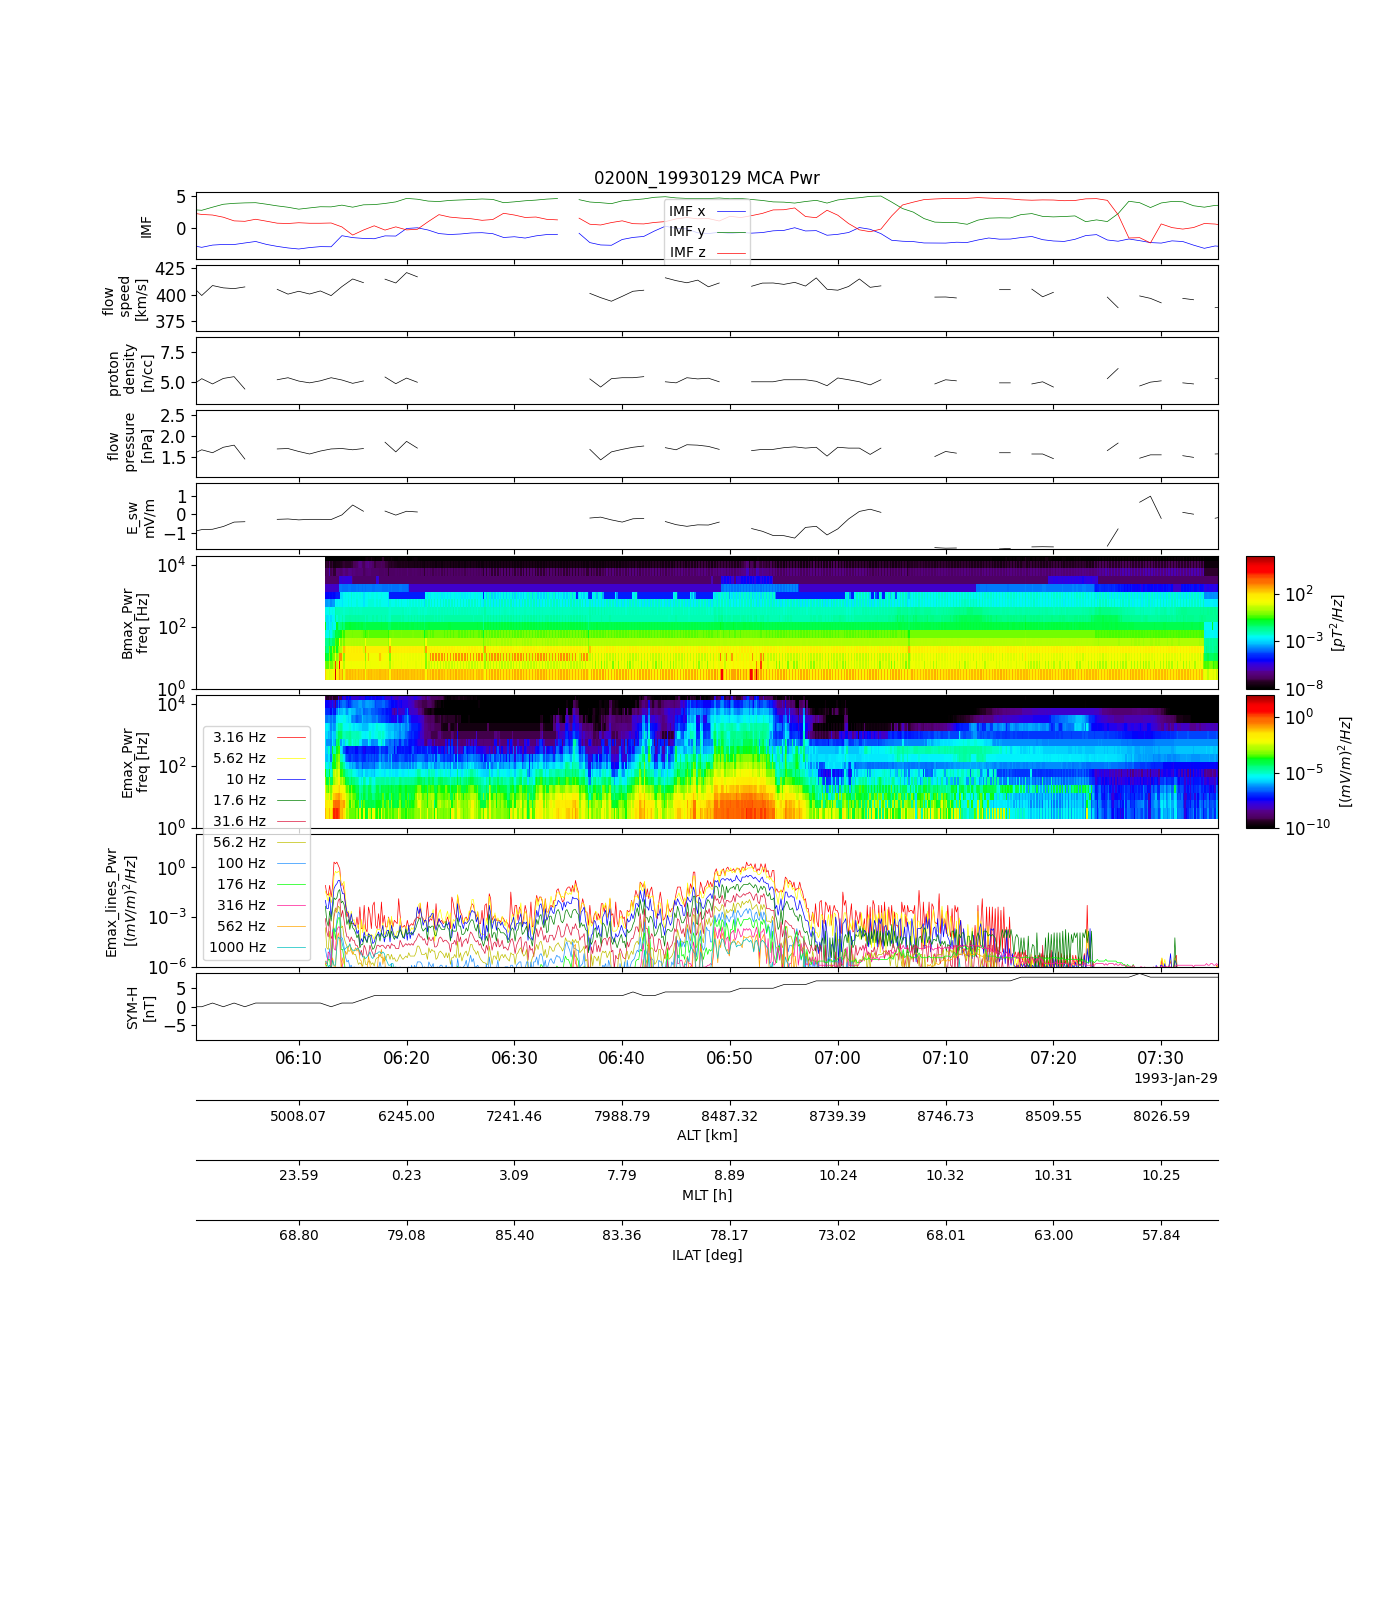 0200N_19930129 MCA Pwr
IMF
5
0
IMF x
IMF y
IMF z
flow
speed
[km/s]
425
400
375
proton
density
[n/cc]
7.5
5.0
flow
pressure
[nPa]
2.5
2.0
1.5
E_sw
mV/m
1
0
−1
Bmax_Pwr
freq [Hz]
10^4
10^2
10^0
10^2
10^−3
10^−8
[pT^2/Hz]
Emax_Pwr
freq [Hz]
10^4
10^2
10^0
10^0
10^−5
10^−10
[(mV/m)^2/Hz]
3.16 Hz
5.62 Hz
10 Hz
17.6 Hz
31.6 Hz
56.2 Hz
100 Hz
176 Hz
316 Hz
562 Hz
1000 Hz
Emax_lines_Pwr
[(mV/m)^2/Hz]
10^0
10^−3
10^−6
SYM-H
[nT]
5
0
−5
06:10 06:20 06:30 06:40 06:50 07:00 07:10 07:20 07:30
1993-Jan-29
5008.07 6245.00 7241.46 7988.79 8487.32 8739.39 8746.73 8509.55 8026.59
ALT [km]
23.59 0.23 3.09 7.79 8.89 10.24 10.32 10.31 10.25
MLT [h]
68.80 79.08 85.40 83.36 78.17 73.02 68.01 63.00 57.84
ILAT [deg]